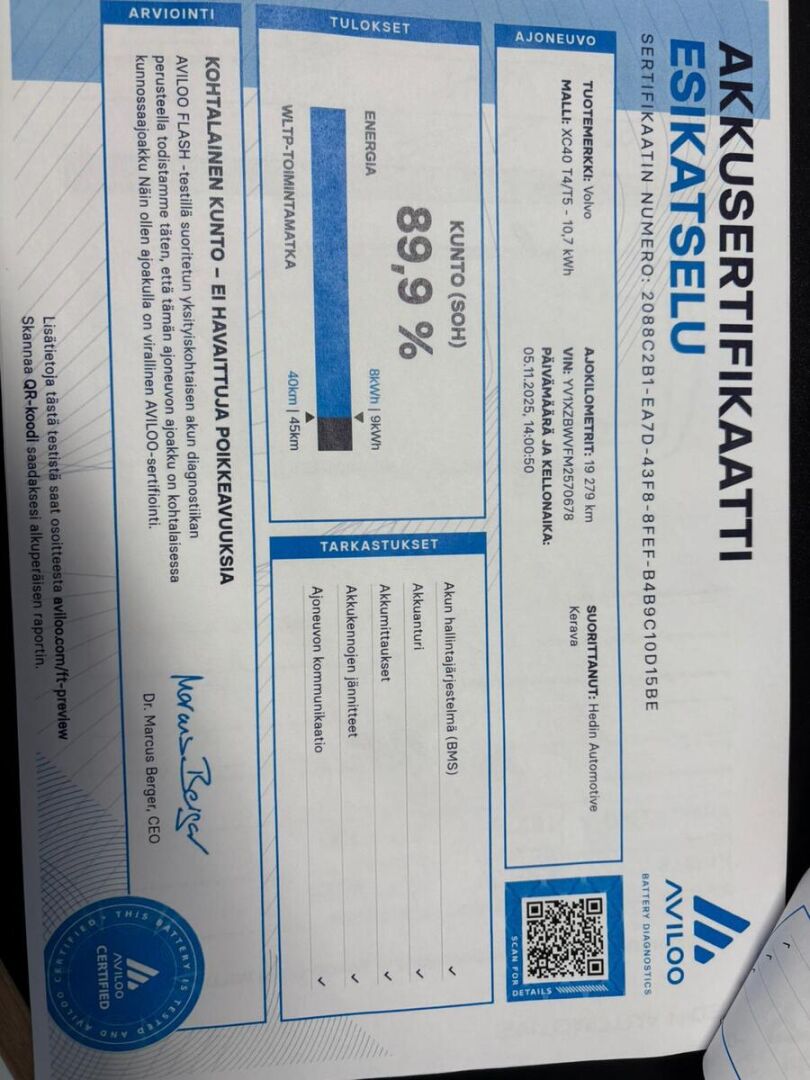 AKKUSERTIFIKAATTI
ESIKATSELU
SERTIFIKAATIN NUMERO: 2088C2B1-EA7D-43F8-8FEF-B4B9C10D15BE
AVILOO
BATTERY DIAGNOSTICS
AJONEUVO
TUOTEMERKKI: Volvo
MALLI: XC40 T4/T5 - 10,7 kWh
AJOKILOMETRIT: 19 279 km
VIN: YV1XZBWVFM2570678
PÄIVÄMÄÄRÄ JA KELLONAIKA:
05.11.2025, 14:00:50
SUORITTANUT: Hedin Automotive
Kerava
SCAN FOR
DETAILS
TULOKSET
KUNTO (SOH)
89,9 %
ENERGIA
8kWh | 9kWh
WLTP-TOIMINTAMATKA
40km | 45km
TARKASTUKSET
Akun hallintajärjestelmä (BMS) ✓
Akkuanturi ✓
Akkumittaukset ✓
Akkukennojen jännitteet ✓
Ajoneuvon kommunikaatio ✓
ARVIOINTI
KOHTALAINEN KUNTO – EI HAVAITTUJA POIKKEAVUUKSIA
AVILOO FLASH -testillä suoritetun yksityiskohtaisen akun diagnostiikan
perusteella todistamme täten, että tämän ajoneuvon ajoakku on kohtalaisessa
kunnossaajoakku Näin ollen ajoakulla on virallinen AVILOO-sertifiointi.
Marcus Berger
Dr. Marcus Berger, CEO
Lisätietoja tästä testistä saat osoitteesta aviloo.com/ft-preview
Skannaa QR-koodi saadaksesi alkuperäisen raportin.
THIS BATTERY IS TESTED AND AVILOO CERTIFIED
AVILOO
CERTIFIED